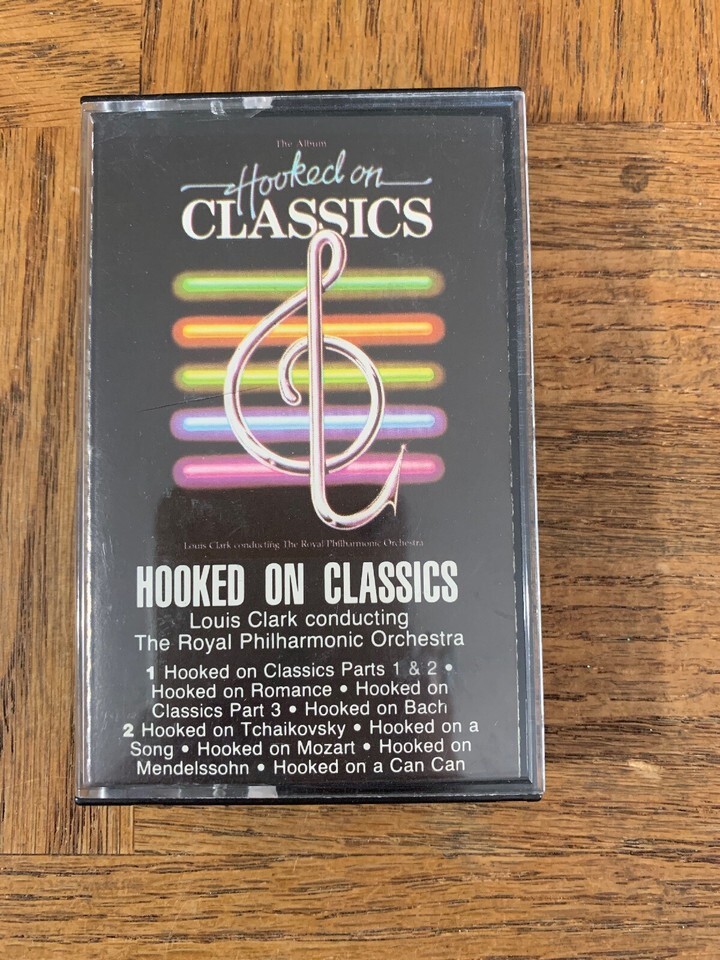 The Album
Hooked on
CLASSICS
Louis Clark conducting The Royal Philharmonic Orchestra
HOOKED ON CLASSICS
Louis Clark conducting
The Royal Philharmonic Orchestra
1 Hooked on Classics Parts 1 & 2 •
Hooked on Romance • Hooked on
Classics Part 3 • Hooked on Bach
2 Hooked on Tchaikovsky • Hooked on a
Song • Hooked on Mozart • Hooked on
Mendelssohn • Hooked on a Can Can